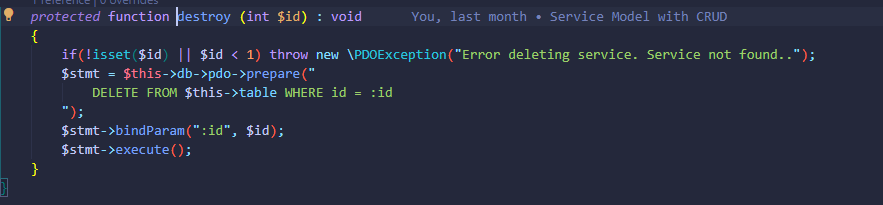 1 reference | 0 overrides
protected function destroy (int $id) : void You, last month • Service Model with CRUD
{
if(!isset($id) || $id < 1) throw new \PDOException("Error deleting service. Service not found..");
$stmt = $this->db->pdo->prepare("
DELETE FROM $this->table WHERE id = :id
");
$stmt->bindParam(":id", $id);
$stmt->execute();
}
}